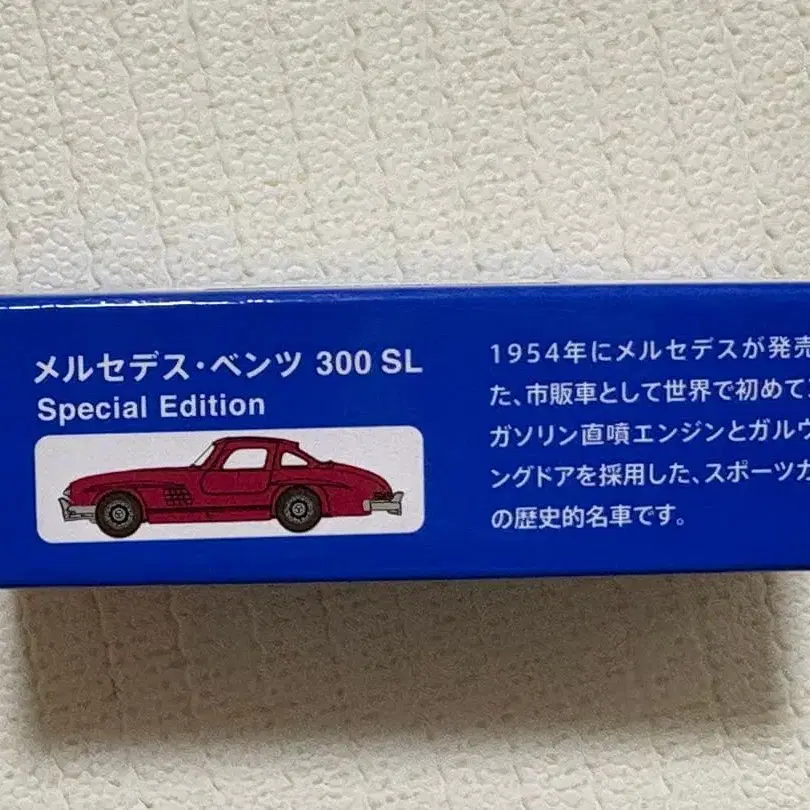 メルセデス・ベンツ 300 SL
Special Edition
1954年にメルセデスが発売
た、市販車として世界で初めて
ガソリン直噴エンジンとガルウ
ングドアを採用した、スポーツカ
の歴史的名車です。